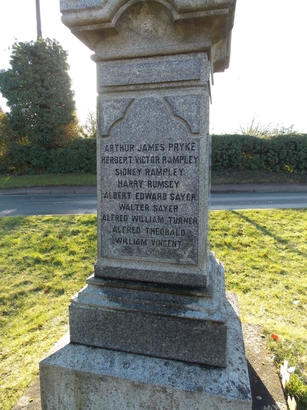 ARTHUR JAMES PRYKE
HERBERT VICTOR RAMPLEY
SIDNEY RAMPLEY
HARRY RUMSEY
ALBERT EDWARD SAYER
WALTER SAYER
ALFRED WILLIAM TURNER
ALFRED THEOBALD
WILLIAM VINCENT